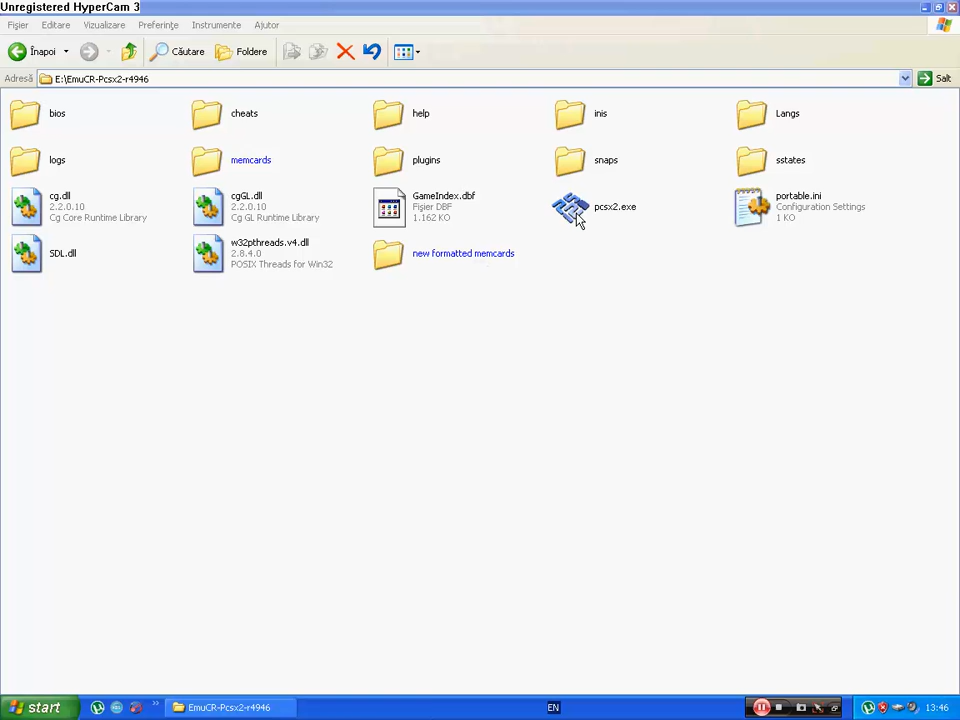 Unregistered HyperCam 3
Fișier Editare Vizualizare Preferințe Instrumente Ajutor
Înapoi Căutare Foldere
Adresă E:\EmuCR-Pcsx2-r4946 Salt
bios cheats help inis Langs
logs memcards plugins snaps sstates
cg.dll
2.2.0.10
Cg Core Runtime Library
cgGL.dll
2.2.0.10
Cg GL Runtime Library
GameIndex.dbf
Fișier DBF
1.162 KO
pcsx2.exe
portable.ini
Configuration Settings
1 KO
SDL.dll
w32pthreads.v4.dll
2.8.4.0
POSIX Threads for Win32
new formatted memcards
start EmuCR-Pcsx2-r4946 EN 13:46